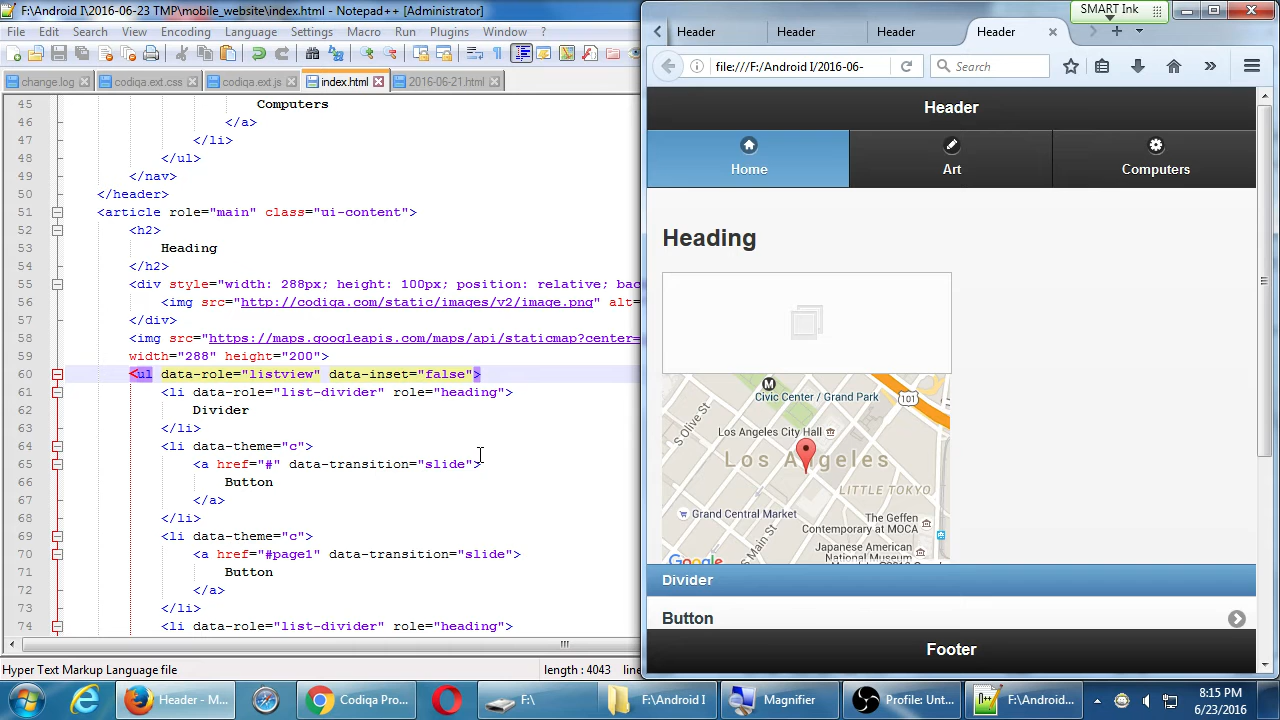 F:\Android I\2016-06-23 TMP\mobile_website\index.html - Notepad++ [Administrator]
File Edit Search View Encoding Language Settings Macro Run Plugins Window ?
change.log codiqa.ext.css codiqa.ext.js index.html 2016-06-21.html
45 Computers
46 </a>
47 </li>
48 </ul>
49 </nav>
50 </header>
51 <article role="main" class="ui-content">
52 <h2>
53 Heading
54 </h2>
55 <div style="width: 288px; height: 100px; position: relative; bac
56 <img src="http://codiqa.com/static/images/v2/image.png" alt=
57 </div>
58 <img src="https://maps.googleapis.com/maps/api/staticmap?center=
59 width="288" height="200">
60 <ul data-role="listview" data-inset="false">
61 <li data-role="list-divider" role="heading">
62 Divider
63 </li>
64 <li data-theme="c">
65 <a href="#" data-transition="slide">
66 Button
67 </a>
68 </li>
69 <li data-theme="c">
70 <a href="#page1" data-transition="slide">
71 Button
72 </a>
73 </li>
74 <li data-role="list-divider" role="heading">
Hyper Text Markup Language file length : 4043 line
SMART Ink
Header Header Header Header
file:///F:/Android I/2016-06- Search
Header
Home Art Computers
Heading
M Civic Center / Grand Park 101
S Olive St
Los Angeles City Hall
Los Angeles
LITTLE TOKYO
Grand Central Market
The Geffen
Contemporary at MOCA
S Main St
Japanese American
National Museum
Google
Divider
Button
Footer
Header - M... Codiqa Pro... F:\ F:\Android I Magnifier Profile: Unt... F:\Android...
8:15 PM
6/23/2016